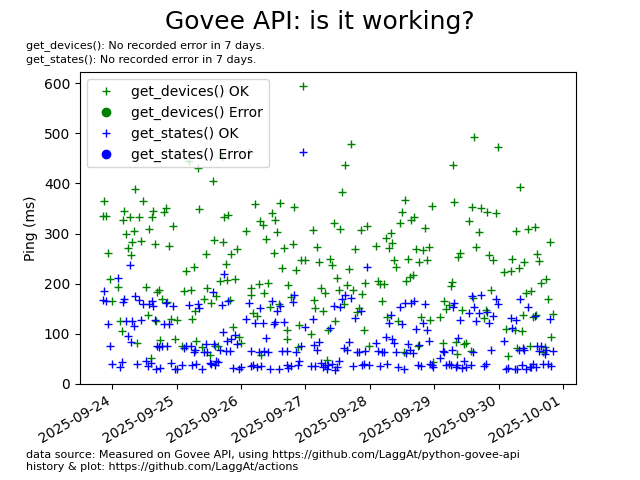 Govee API: is it working?
get_devices(): No recorded error in 7 days.
get_states(): No recorded error in 7 days.
get_devices() OK
get_devices() Error
get_states() OK
get_states() Error
Ping (ms)
600
500
400
300
200
100
0
2025-09-24
2025-09-25
2025-09-26
2025-09-27
2025-09-28
2025-09-29
2025-09-30
2025-10-01
data source: Measured on Govee API, using https://github.com/LaggAt/python-govee-api
history & plot: https://github.com/LaggAt/actions